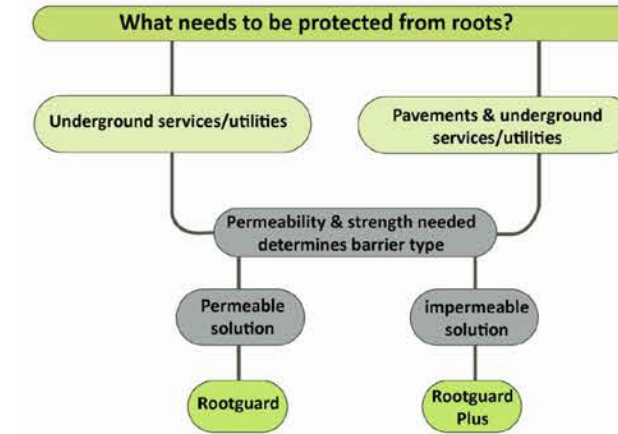 What needs to be protected from roots?
Underground services/utilities
Pavements & underground
services/utilities
Permeability & strength needed
determines barrier type
Permeable
solution
impermeable
solution
Rootguard
Rootguard
Plus